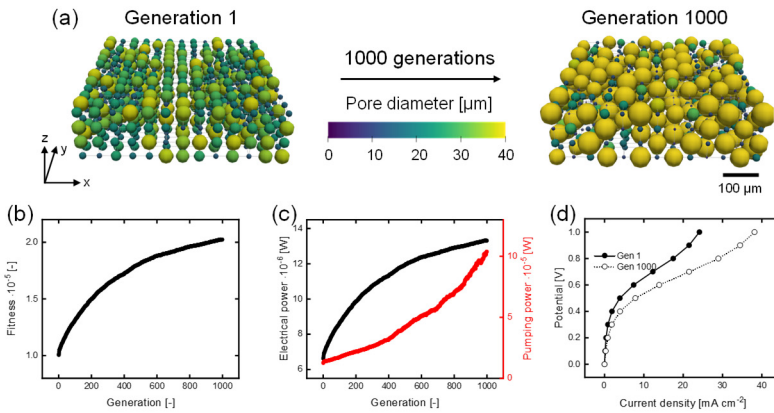 (a)
Generation 1
Generation 1000
1000 generations
Pore diameter [µm]
0 10 20 30 40
z
y
x
100 µm
(b)
(c)
(d)
Fitness ·10⁻⁵ [-]
2.0
1.5
1.0
0 200 400 600 800 1000
Generation [-]
Electrical power ·10⁻⁶ [W]
14
12
10
8
6
0 200 400 600 800 1000
Generation [-]
10
5
0
Pumping power ·10⁻⁵ [W]
Potential [V]
1.0
0.8
0.6
0.4
0.2
0.0
Gen 1
Gen 1000
0 10 20 30 40
Current density [mA cm⁻²]